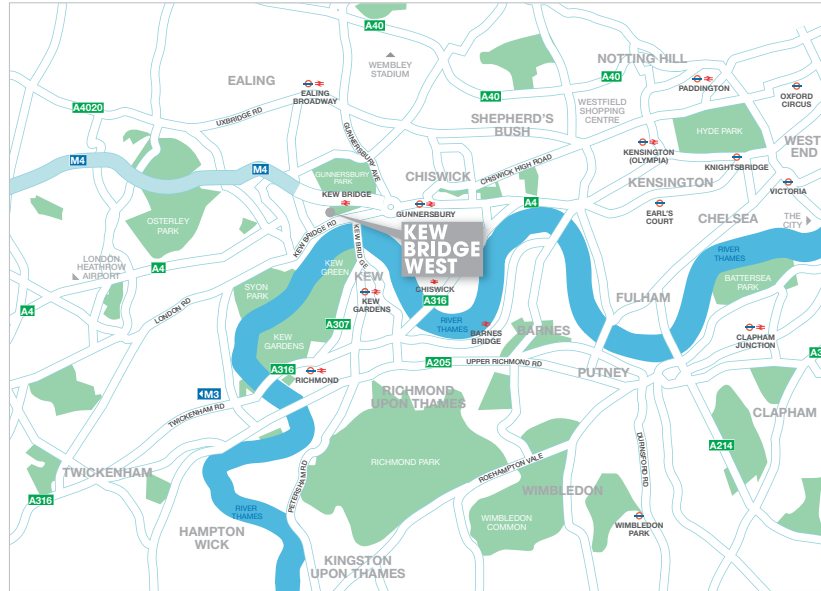 A40
NOTTING HILL
WEMBLEY
STADIUM
EALING
A40
EALING
BROADWAY
PADDINGTON
OXFORD
CIRCUS
A40
A4020
WESTFIELD
SHOPPING
CENTRE
UXBRIDGE RD
SHEPHERD'S
BUSH
GUNNERSBURY AVE
HYDE PARK
WEST
END
KENSINGTON
(OLYMPIA)
M4
M4
CHISWICK HIGH ROAD
KNIGHTSBRIDGE
GUNNERSBURY
PARK
CHISWICK
KENSINGTON
VICTORIA
KEW BRIDGE
A4
GUNNERSBURY
EARL'S
COURT
CHELSEA
THE
CITY
OSTERLEY
PARK
KEW BRIDGE RD
KEW BRIDGE
KEW
BRIDGE
WEST
RIVER
THAMES
LONDON
HEATHROW
AIRPORT
A4
KEW
GREEN
KEW
BATTERSEA
PARK
SYON
PARK
CHISWICK
KEW
GARDENS
A316
FULHAM
A4
LONDON RD
A307
RIVER
THAMES
BARNES
BRIDGE
BARNES
CLAPHAM
JUNCTION
KEW
GARDENS
A3
A205
UPPER RICHMOND RD
A316
RICHMOND
PUTNEY
M3
RICHMOND
UPON THAMES
TWICKENHAM RD
CLAPHAM
DURNSFORD RD
A214
RICHMOND PARK
ROEHAMPTON VALE
TWICKENHAM
PETERSHAM RD
WIMBLEDON
A316
RIVER
THAMES
WIMBLEDON
COMMON
WIMBLEDON
PARK
HAMPTON
WICK
KINGSTON
UPON THAMES